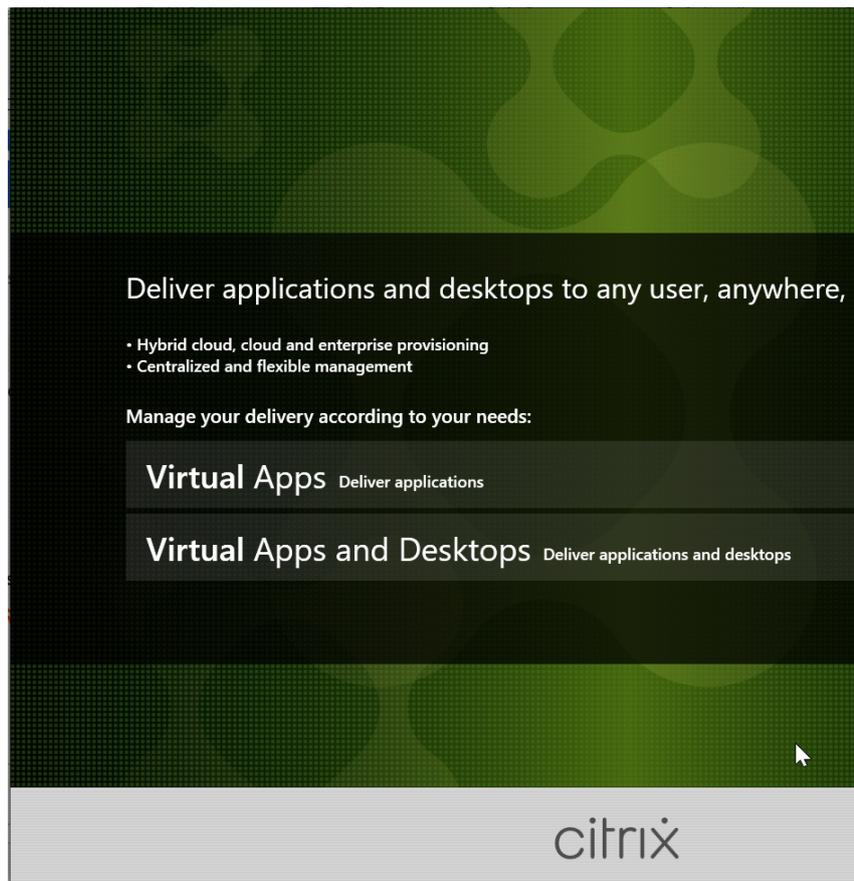 Deliver applications and desktops to any user, anywhere,
• Hybrid cloud, cloud and enterprise provisioning
• Centralized and flexible management
Manage your delivery according to your needs:
Virtual Apps Deliver applications
Virtual Apps and Desktops Deliver applications and desktops
citrix